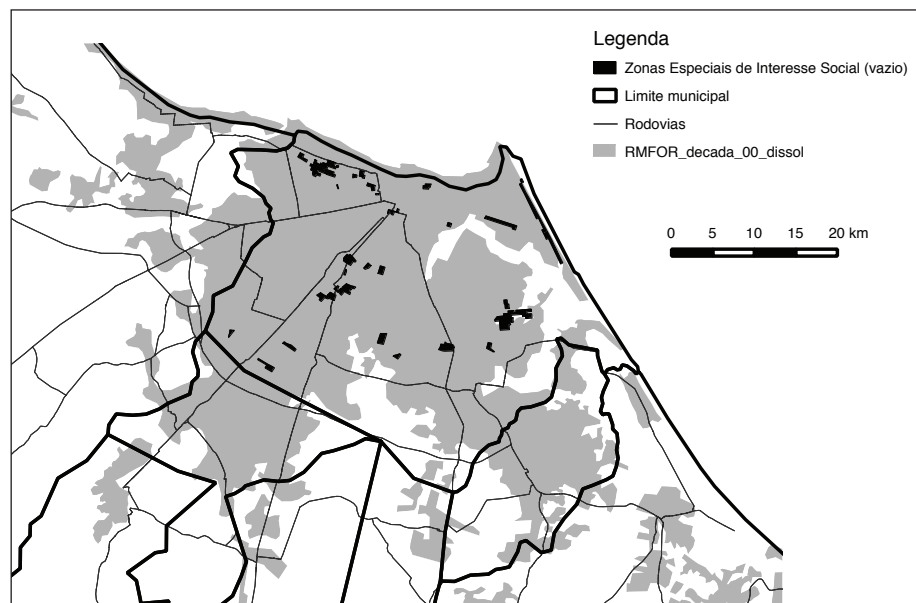 Legenda
Zonas Especiais de Interesse Social (vazio)
Limite municipal
Rodovias
RMFOR_decada_00_dissol
0 5 10 15 20 km